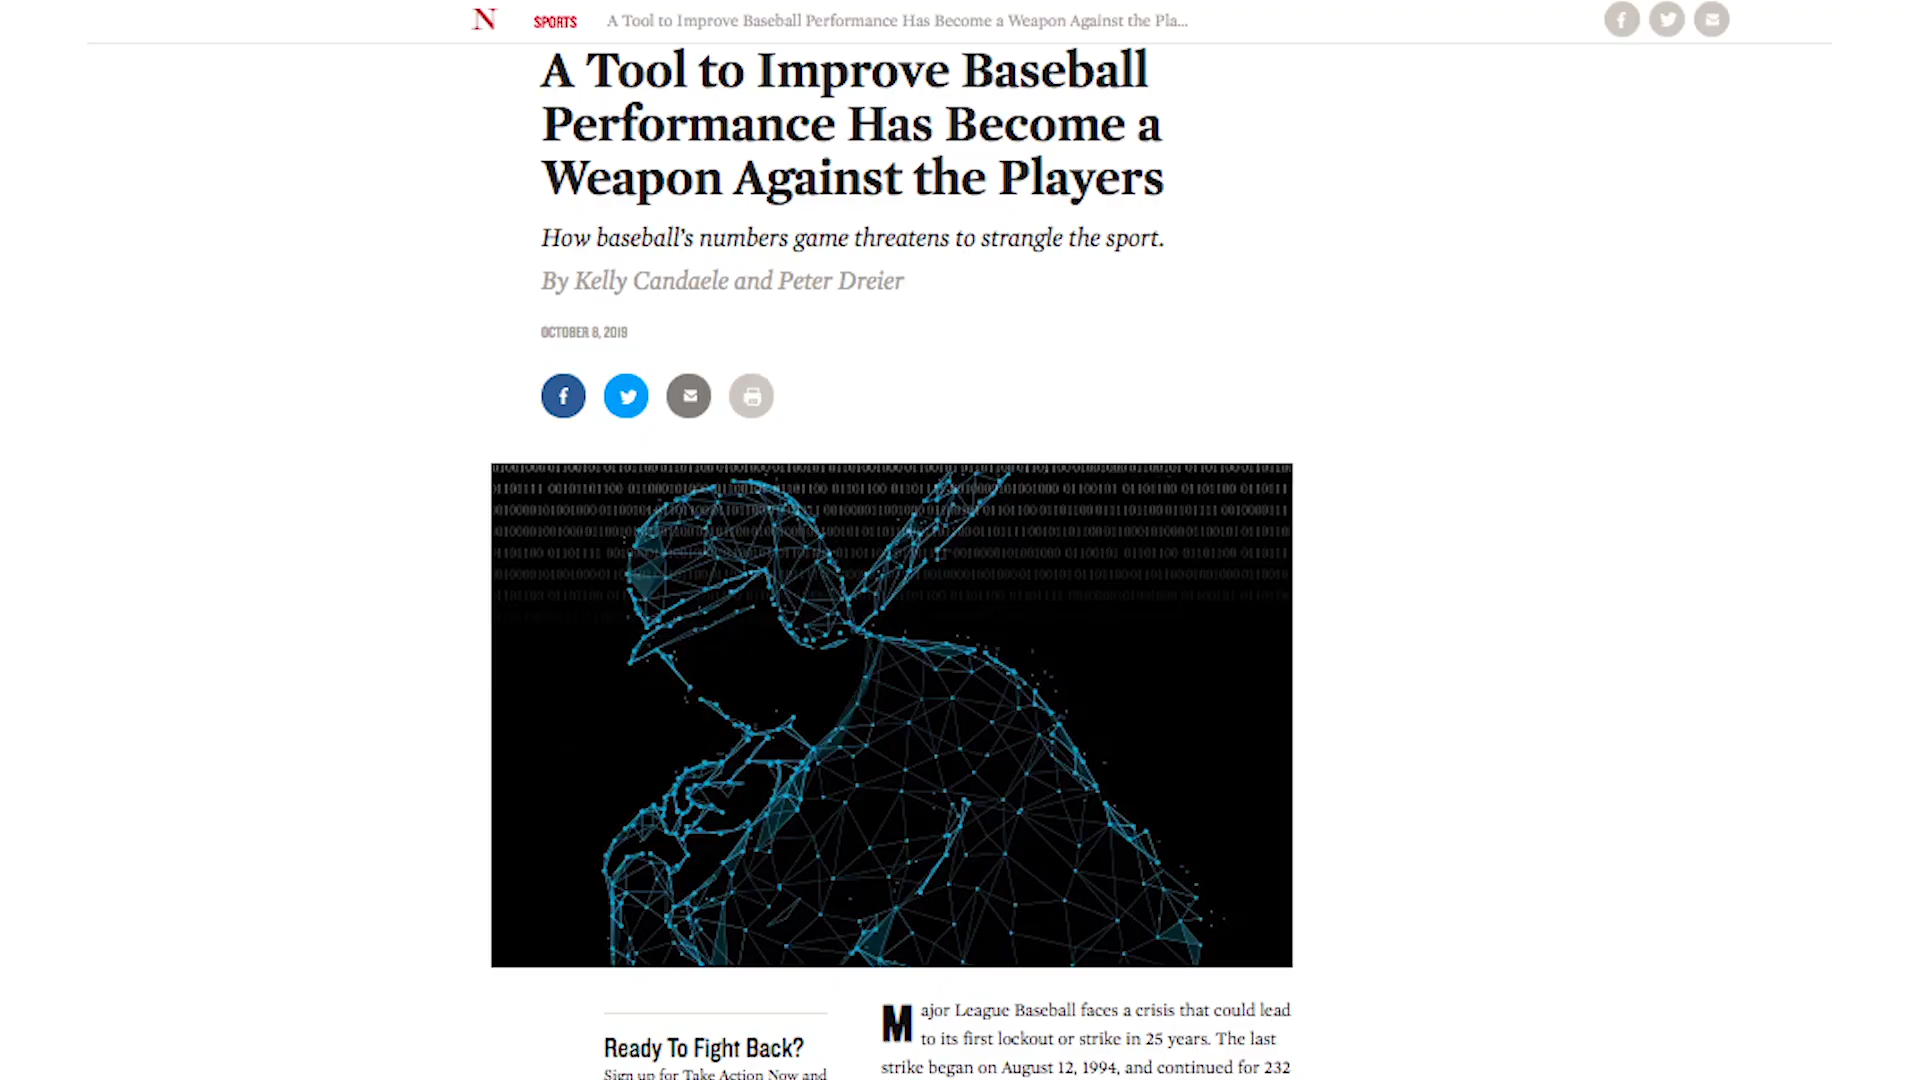 N SPORTS A Tool to Improve Baseball Performance Has Become a Weapon Against the Pla...
A Tool to Improve Baseball
Performance Has Become a
Weapon Against the Players
How baseball's numbers game threatens to strangle the sport.
By Kelly Candaele and Peter Dreier
OCTOBER 8, 2019
Ready To Fight Back?
Sign up for Take Action Now and
Major League Baseball faces a crisis that could lead
to its first lockout or strike in 25 years. The last
strike began on August 12, 1994, and continued for 232